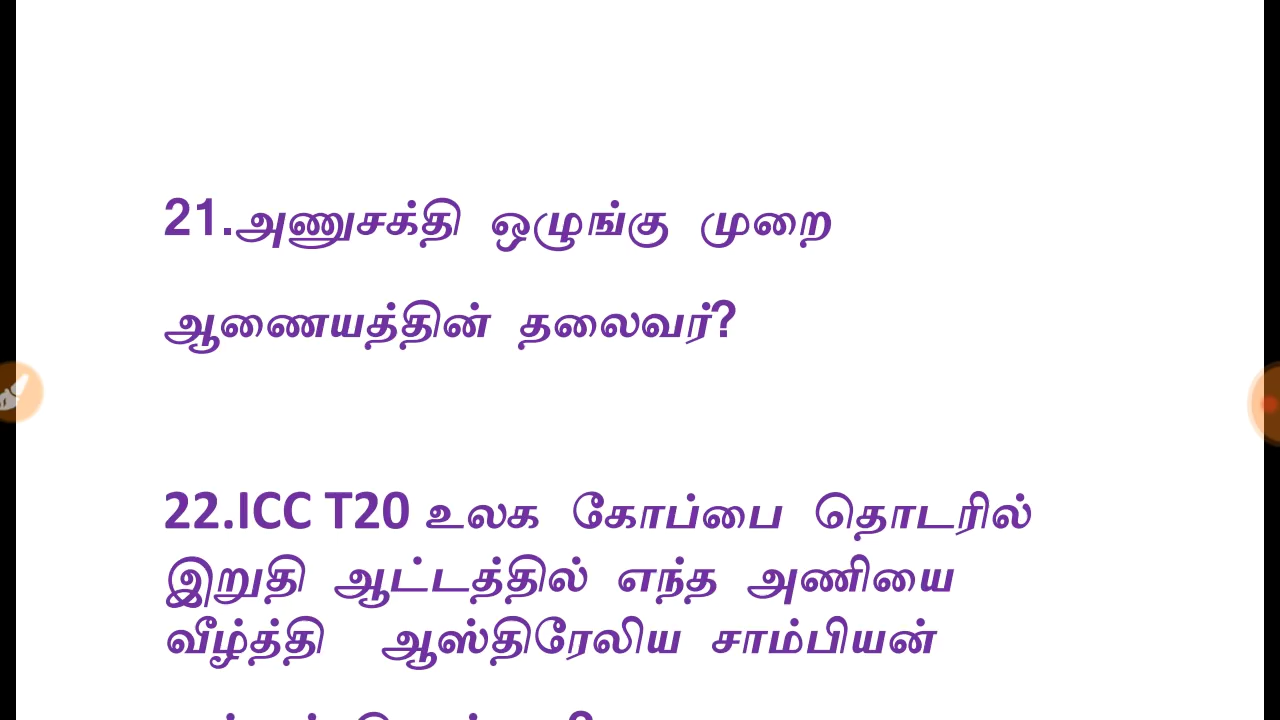 21.அணுசக்தி ஒழுங்கு முறை
ஆணையத்தின் தலைவர்?
22.ICC T20 உலக கோப்பை தொடரில்
இறுதி ஆட்டத்தில் எந்த அணியை
வீழ்த்தி ஆஸ்திரேலிய சாம்பியன்